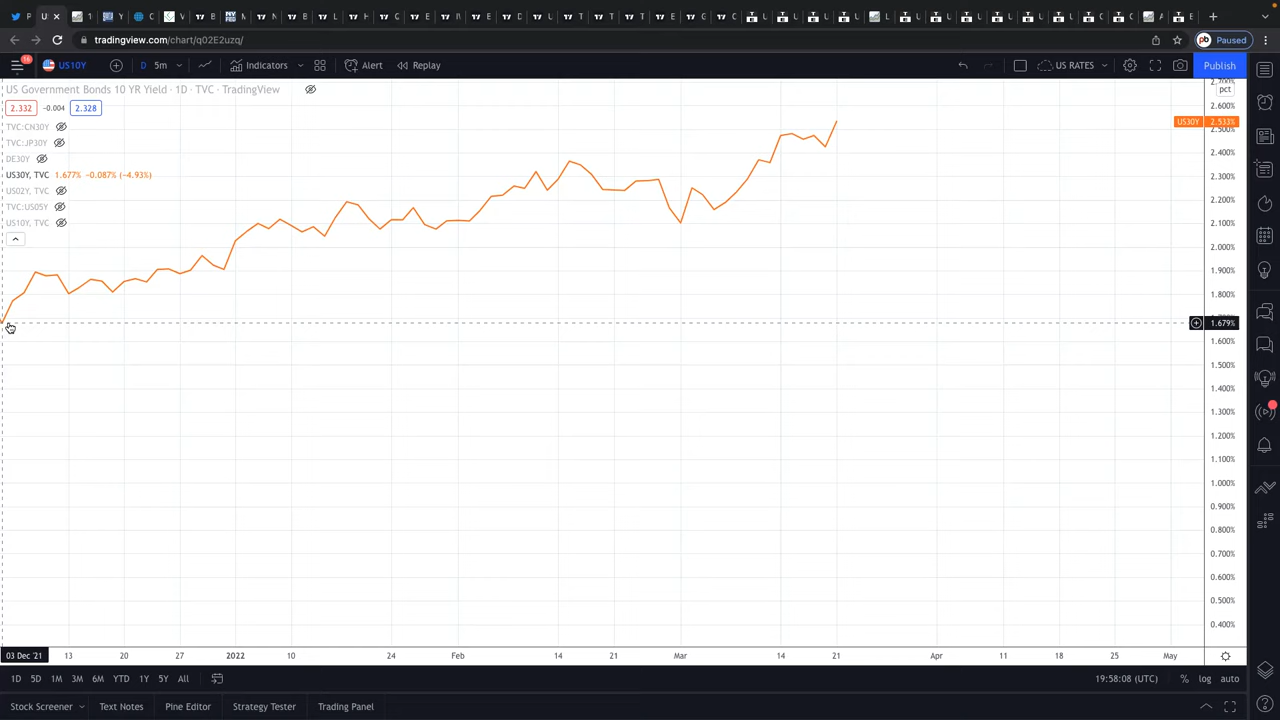 tradingview.com/chart/q02E2uzq/
Paused
16
US10Y
D
5m
Indicators
Alert
Replay
US RATES
Publish
US Government Bonds 10 YR Yield · 1D · TVC · TradingView
2.332
−0.004
2.328
TVC:CN30Y
TVC:JP30Y
DE30Y
US30Y, TVC 1.677% −0.087% (−4.93%)
US02Y, TVC
TVC:US05Y
US10Y, TVC
pct
2.600%
US30Y 2.533%
2.500%
2.400%
2.300%
2.200%
2.100%
2.000%
1.900%
1.800%
1.679%
1.600%
1.500%
1.400%
1.300%
1.200%
1.100%
1.000%
0.900%
0.800%
0.700%
0.600%
0.500%
0.400%
03 Dec '21 13 20 27 2022 10 24 Feb 14 21 Mar 14 21 Apr 11 18 25 May
1D 5D 1M 3M 6M YTD 1Y 5Y All
19:58:08 (UTC)
% log auto
Stock Screener
Text Notes
Pine Editor
Strategy Tester
Trading Panel